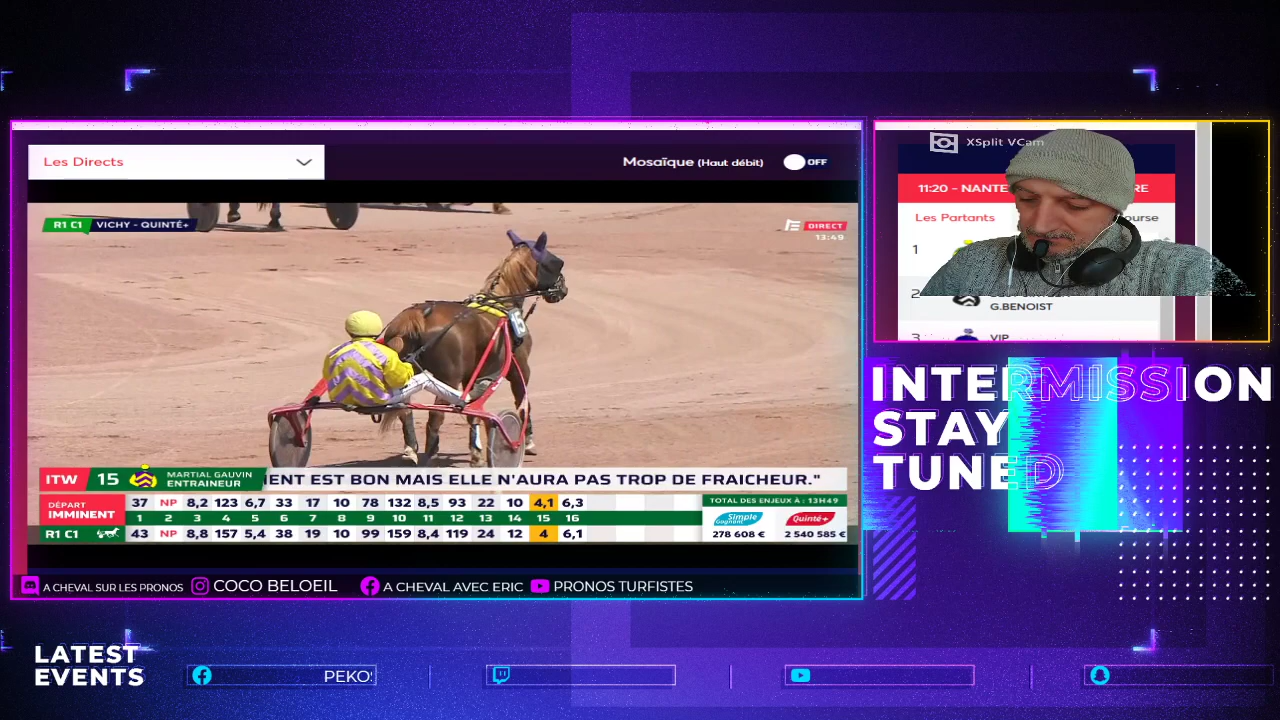 Les Directs
Mosaïque (Haut débit)
OFF
R1 C1 VICHY - QUINTÉ+
DIRECT
13:49
ITW 15 MARTIAL GAUVIN ENTRAINEUR
ENT EST BON MAIS ELLE N'AURA PAS TROP DE FRAICHEUR."
DÉPART IMMINENT
37 NP 8,2 123 6,7 33 17 10 78 132 8,5 93 22 10 4,1 6,3
1 2 3 4 5 6 7 8 9 10 11 12 13 14 15 16
R1 C1 43 NP 8,8 157 5,4 38 19 10 99 159 8,4 119 24 12 4 6,1
TOTAL DES ENJEUX À : 13H49
Simple Gagnant Quinté+
278 608 € 2 540 585 €
A CHEVAL SUR LES PRONOS COCO BELOEIL A CHEVAL AVEC ERIC PRONOS TURFISTES
XSplit VCam
11:20 - NANTE
RE
Les Partants
ourse
1
2
G.BENOIST
3
VIP
INTERMISSION
STAY
TUNED
LATEST
EVENTS
PEKO